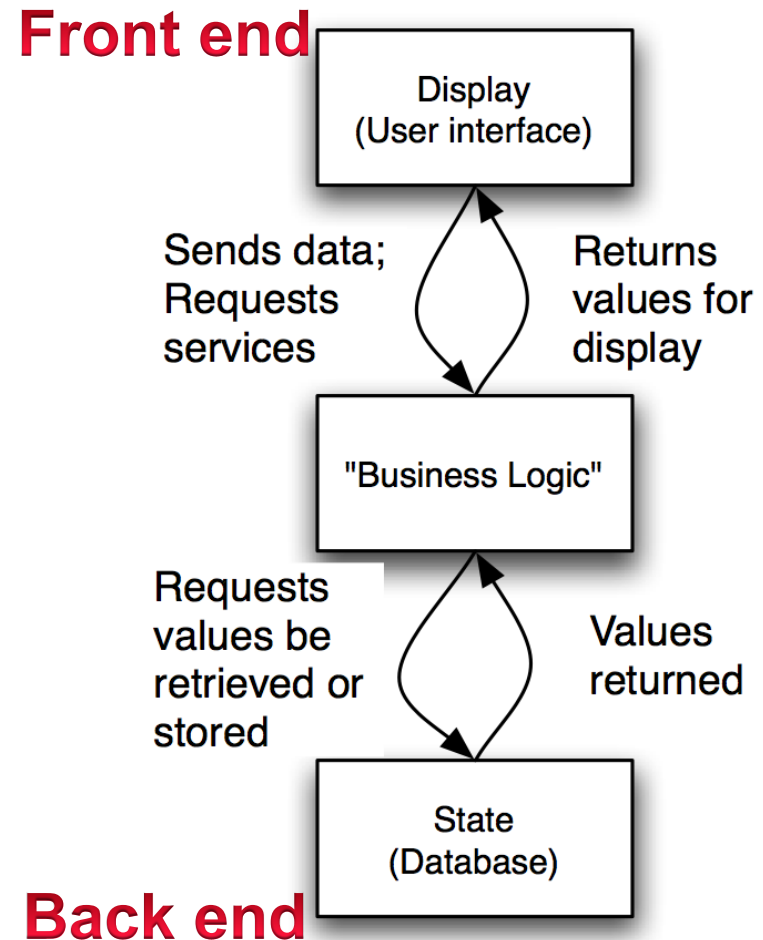 Front end
Display
(User interface)
Sends data;
Requests
services
Returns
values for
display
"Business Logic"
Requests
values be
retrieved or
stored
Values
returned
State
(Database)
Back end